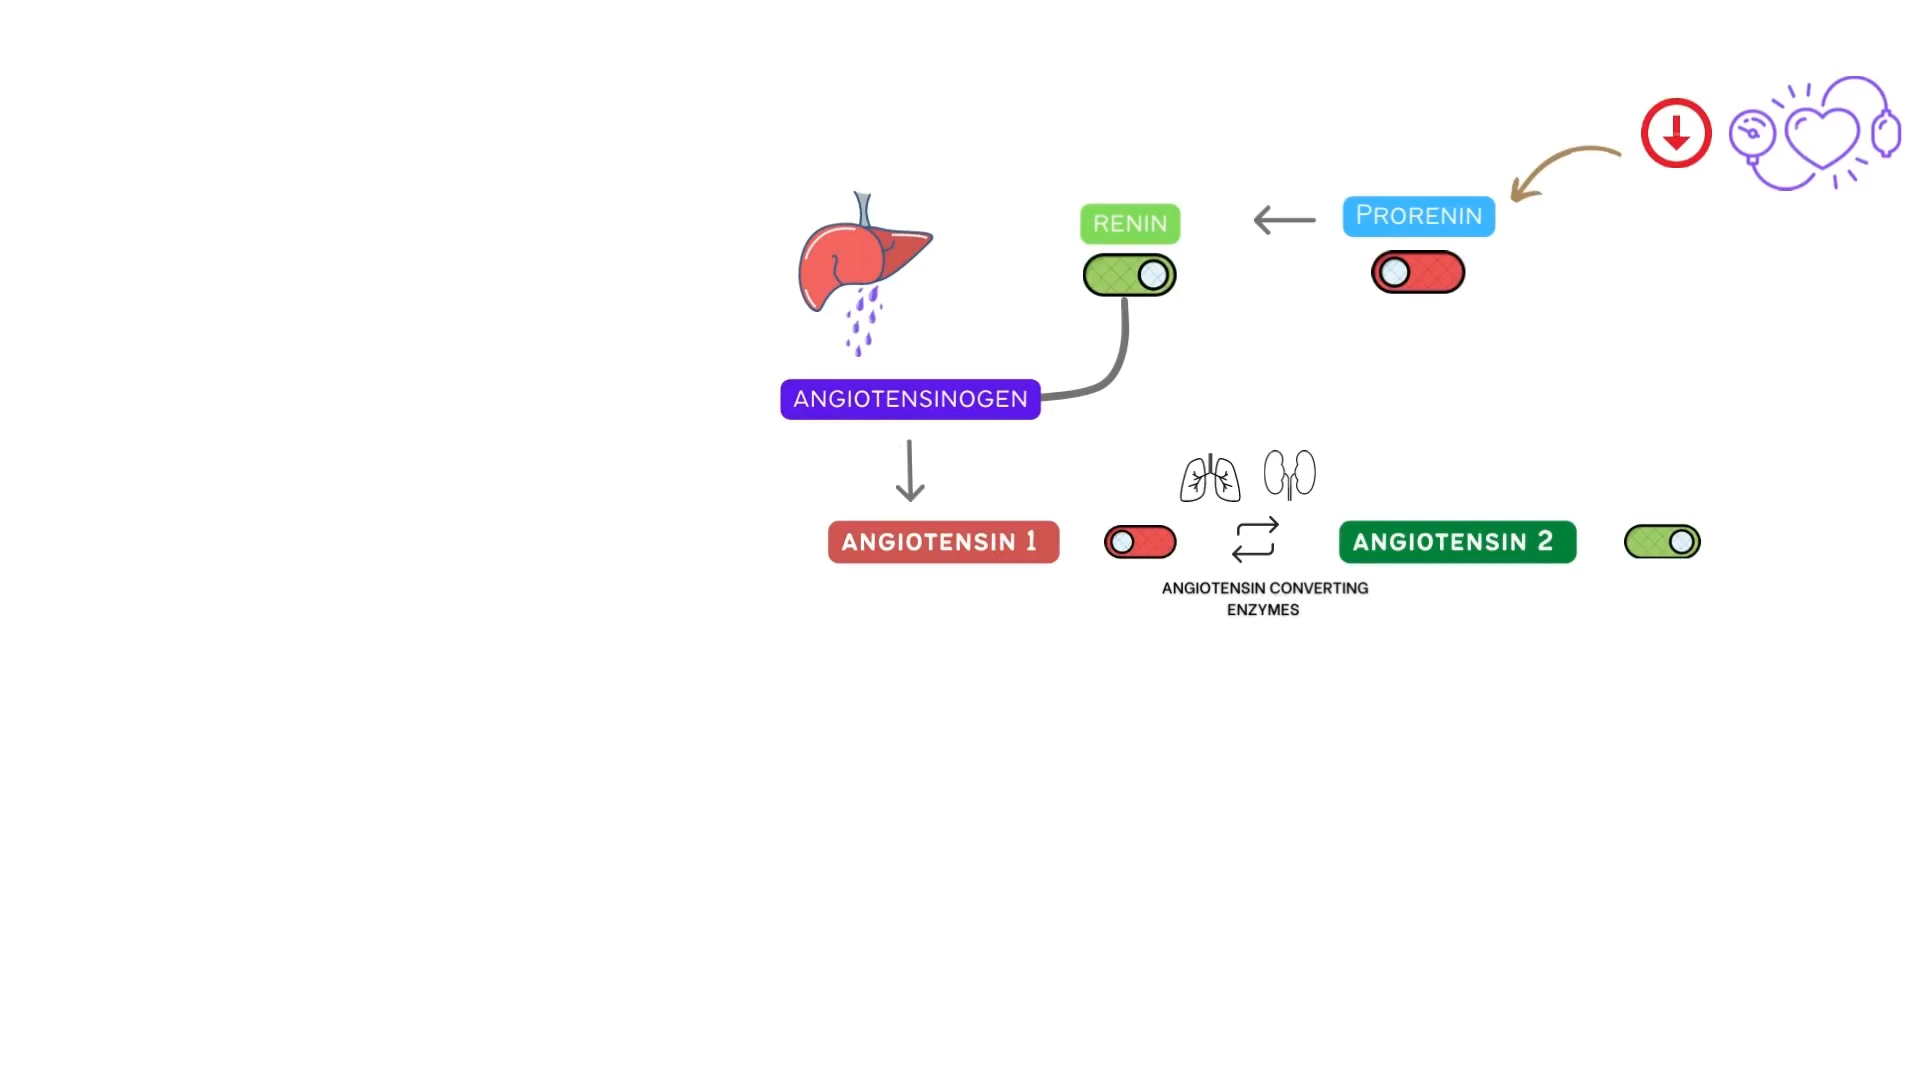 RENIN
PRORENIN
ANGIOTENSINOGEN
ANGIOTENSIN 1
ANGIOTENSIN 2
ANGIOTENSIN CONVERTING
ENZYMES